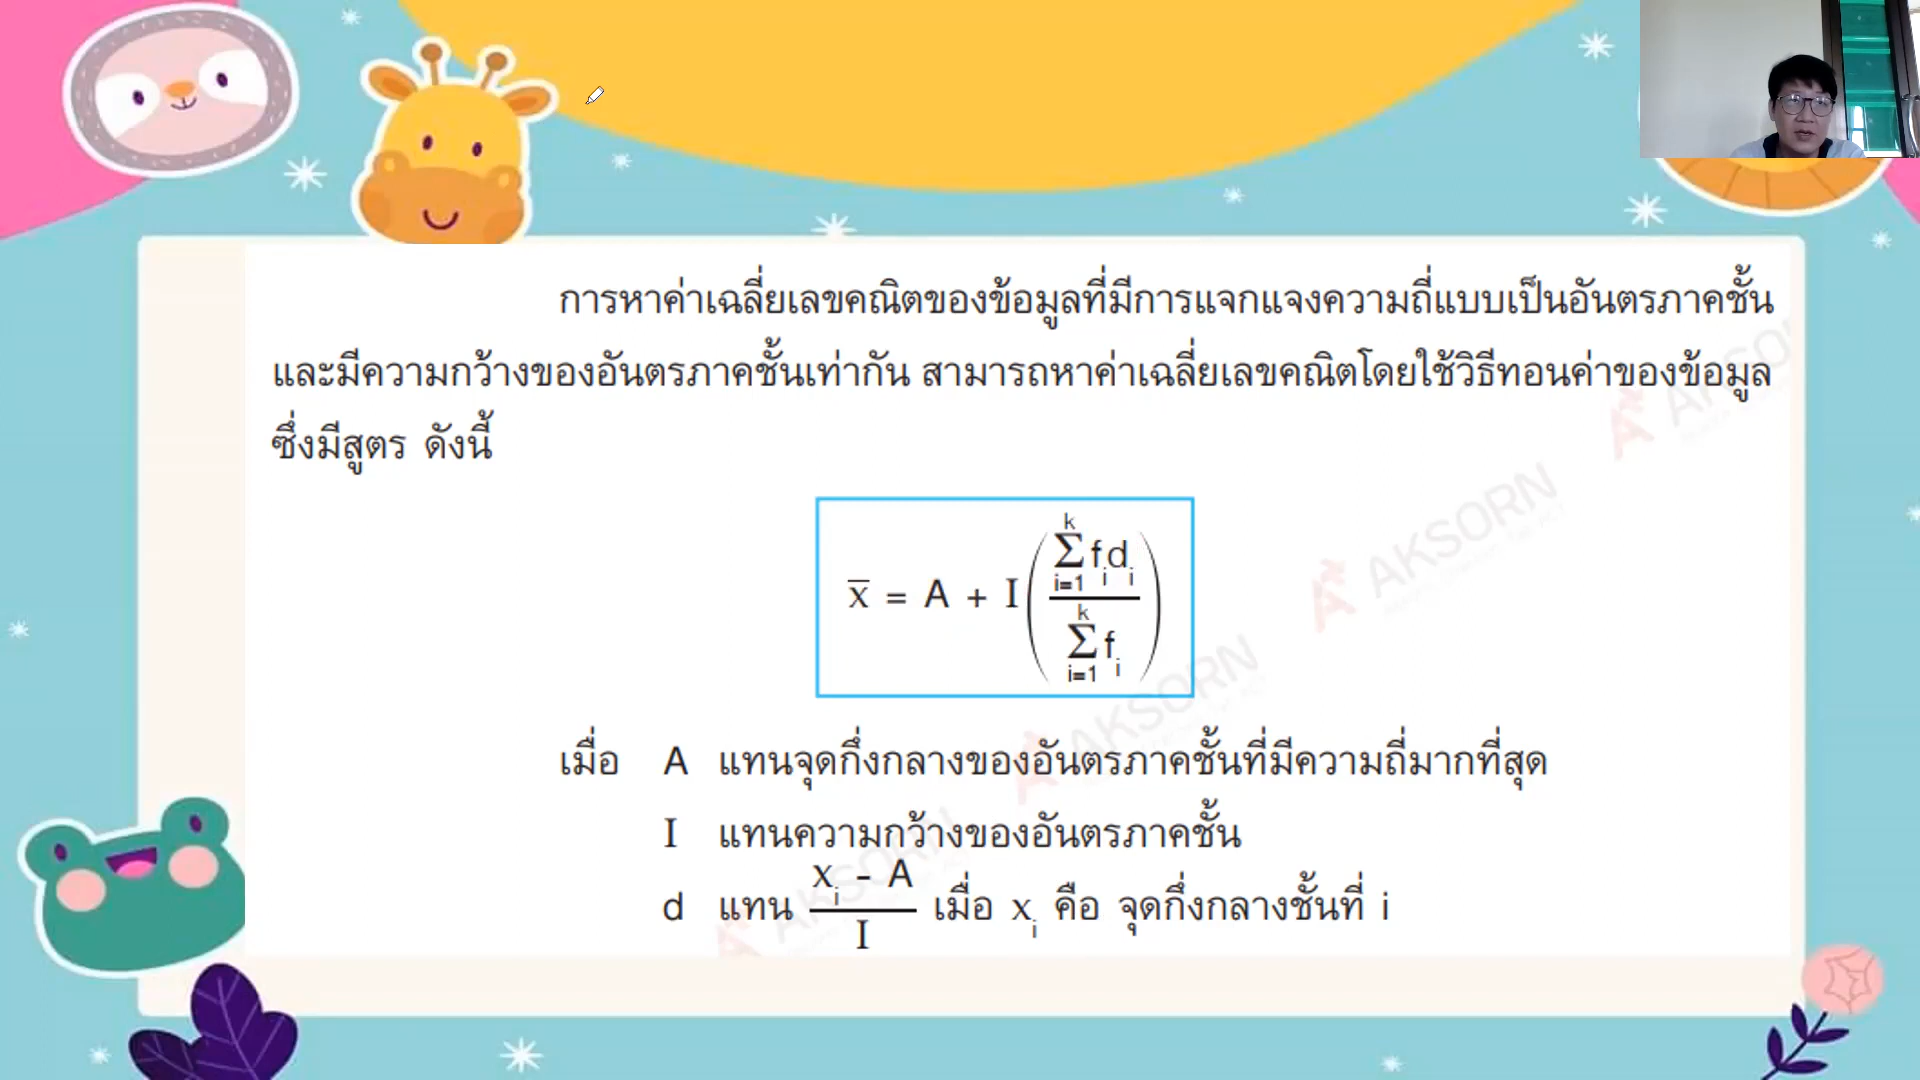 การหาค่าเฉลี่ยเลขคณิตของข้อมูลที่มีการแจกแจงความถี่แบบเป็นอันตรภาคชั้น
และมีความกว้างของอันตรภาคชั้นเท่ากัน สามารถหาค่าเฉลี่ยเลขคณิตโดยใช้วิธีทอนค่าของข้อมูล
ซึ่งมีสูตร ดังนี้
x̄ = A + I(∑ᵢ₌₁ᵏ fᵢdᵢ / ∑ᵢ₌₁ᵏ fᵢ)
เมื่อ A แทนจุดกึ่งกลางของอันตรภาคชั้นที่มีความถี่มากที่สุด
I แทนความกว้างของอันตรภาคชั้น
d แทน (xᵢ - A) / I เมื่อ xᵢ คือ จุดกึ่งกลางชั้นที่ i
AKSORN
AKSORN
AKSORN
AKSORN